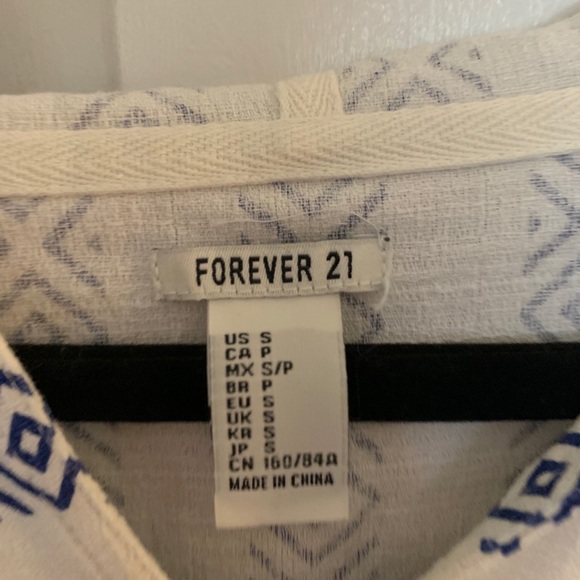 FOREVER 21
US S
CA P
MX S/P
BR P
EU S
UK S
KR S
JP S
CN 160/84A
MADE IN CHINA